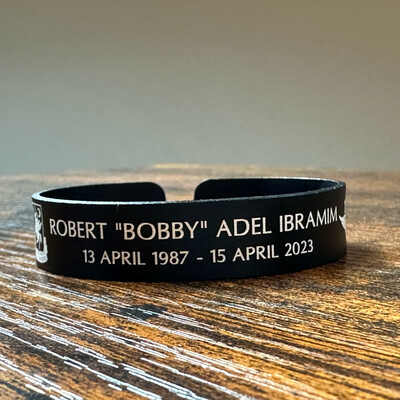 ROBERT "BOBBY" ADEL IBRAMIM
13 APRIL 1987 - 15 APRIL 2023